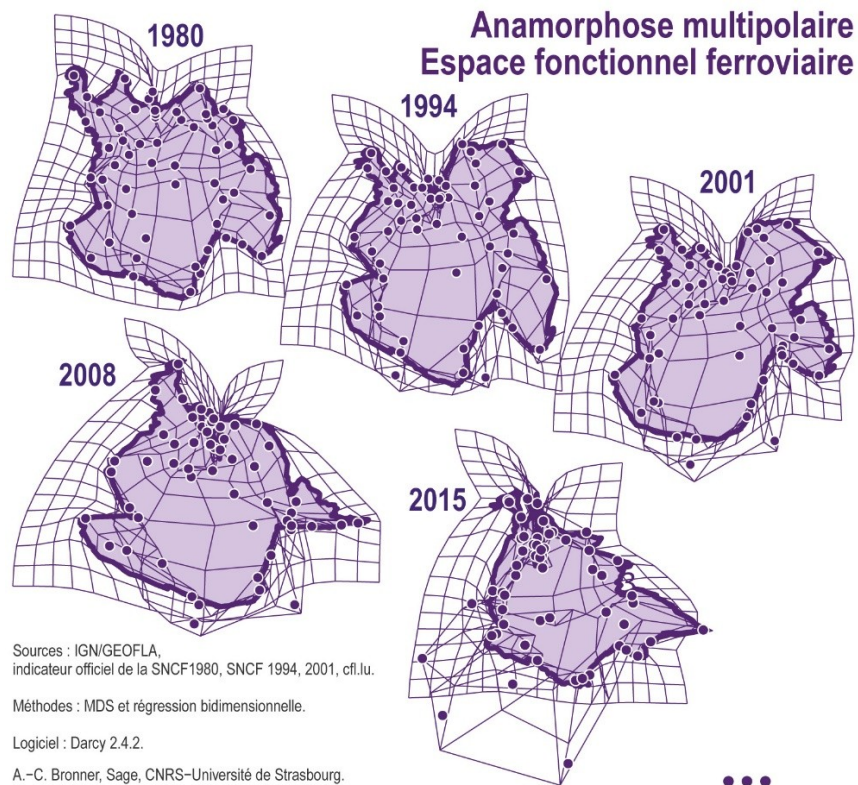 Anamorphose multipolaire
Espace fonctionnel ferroviaire
1980
1994
2001
2008
2015
Sources : IGN/GEOFLA,
indicateur officiel de la SNCF1980, SNCF 1994, 2001, cfl.lu.
Méthodes : MDS et régression bidimensionnelle.
Logiciel : Darcy 2.4.2.
A.−C. Bronner, Sage, CNRS−Université de Strasbourg.